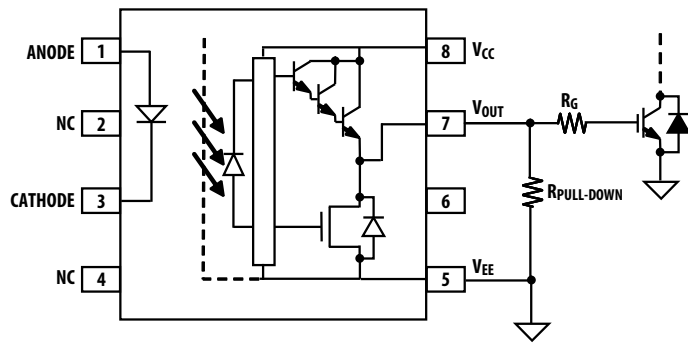 ANODE 1
NC 2
CATHODE 3
NC 4
8 VCC
7 VOUT
6
5 VEE
RG
RPULL-DOWN